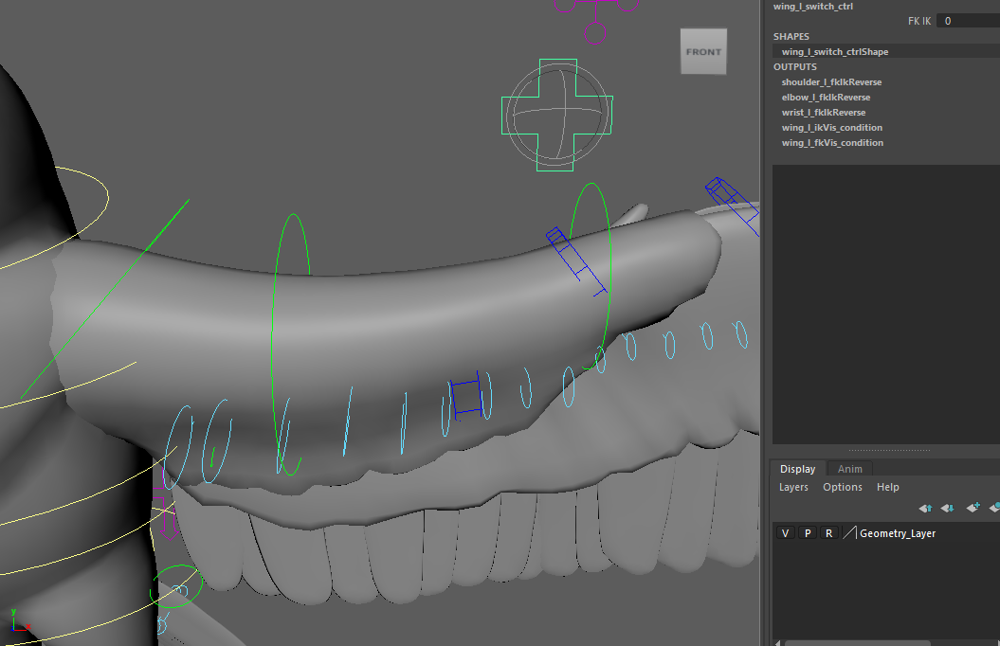 wing_l_switch_ctrl
FK IK 0
SHAPES
wing_l_switch_ctrlShape
OUTPUTS
shoulder_l_fkIkReverse
elbow_l_fkIkReverse
wrist_l_fkIkReverse
wing_l_ikVis_condition
wing_l_fkVis_condition
FRONT
Display Anim
Layers Options Help
V P R Geometry_Layer
y
x